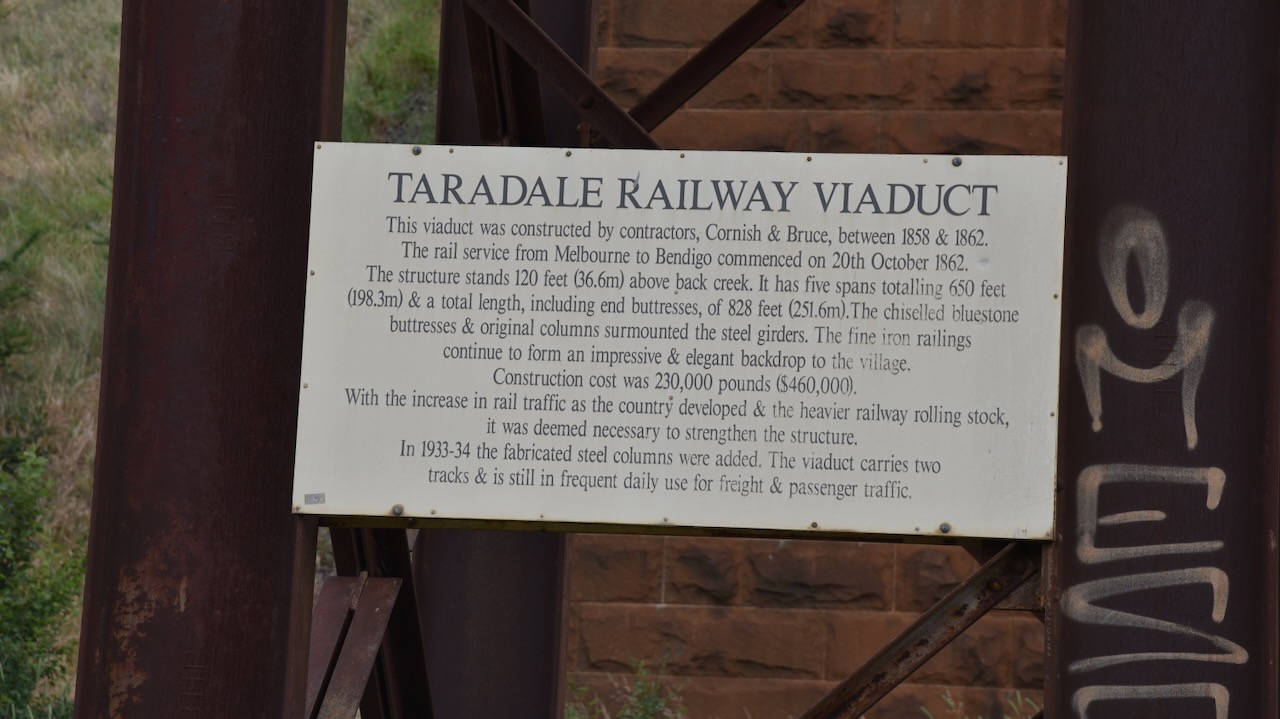 TARADALE RAILWAY VIADUCT
This viaduct was constructed by contractors, Cornish & Bruce, between 1858 & 1862.
The rail service from Melbourne to Bendigo commenced on 20th October 1862.
The structure stands 120 feet (36.6m) above back creek. It has five spans totalling 650 feet
(198.3m) & a total length, including end buttresses, of 828 feet (251.6m).The chiselled bluestone
buttresses & original columns surmounted the steel girders. The fine iron railings
continue to form an impressive & elegant backdrop to the village.
Construction cost was 230,000 pounds ($460,000).
With the increase in rail traffic as the country developed & the heavier railway rolling stock,
it was deemed necessary to strengthen the structure.
In 1933-34 the fabricated steel columns were added. The viaduct carries two
tracks & is still in frequent daily use for freight & passenger traffic.